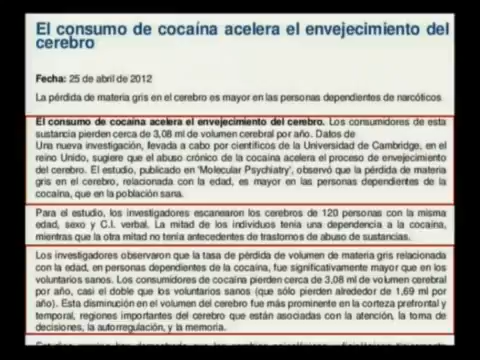 El consumo de cocaína acelera el envejecimiento del
cerebro
Fecha: 25 de abril de 2012
La pérdida de materia gris en el cerebro es mayor en las personas dependientes de narcóticos
El consumo de cocaína acelera el envejecimiento del cerebro. Los consumidores de esta
sustancia pierden cerca de 3,08 ml de volumen cerebral por año. Datos de
Una nueva investigación, llevada a cabo por científicos de la Universidad de Cambridge, en el
reino Unido, sugiere que el abuso crónico de la cocaína acelera el proceso de envejecimiento
del cerebro. El estudio, publicado en 'Molecular Psychiatry', observó que la pérdida de materia
gris en el cerebro, relacionada con la edad, es mayor en las personas dependientes de la
cocaína, que en la población sana.
Para el estudio, los investigadores escanearon los cerebros de 120 personas con la misma
edad, sexo y C.I. verbal. La mitad de los individuos tenía una dependencia a la cocaína,
mientras que la otra mitad no tenía antecedentes de trastornos de abuso de sustancias.
Los investigadores observaron que la tasa de pérdida de volumen de materia gris relacionada
con la edad, en personas dependientes de la cocaína, fue significativamente mayor que en los
voluntarios sanos. Los consumidores de cocaína pierden cerca de 3,08 ml de volumen cerebral
por año, casi el doble que los voluntarios sanos (que sólo pierden alrededor de 1,69 ml por
año). Esta disminución en el volumen del cerebro fue más prominente en la corteza prefrontal y
temporal, regiones importantes del cerebro que están asociadas con la atención, la toma de
decisiones, la autorregulación, y la memoria.